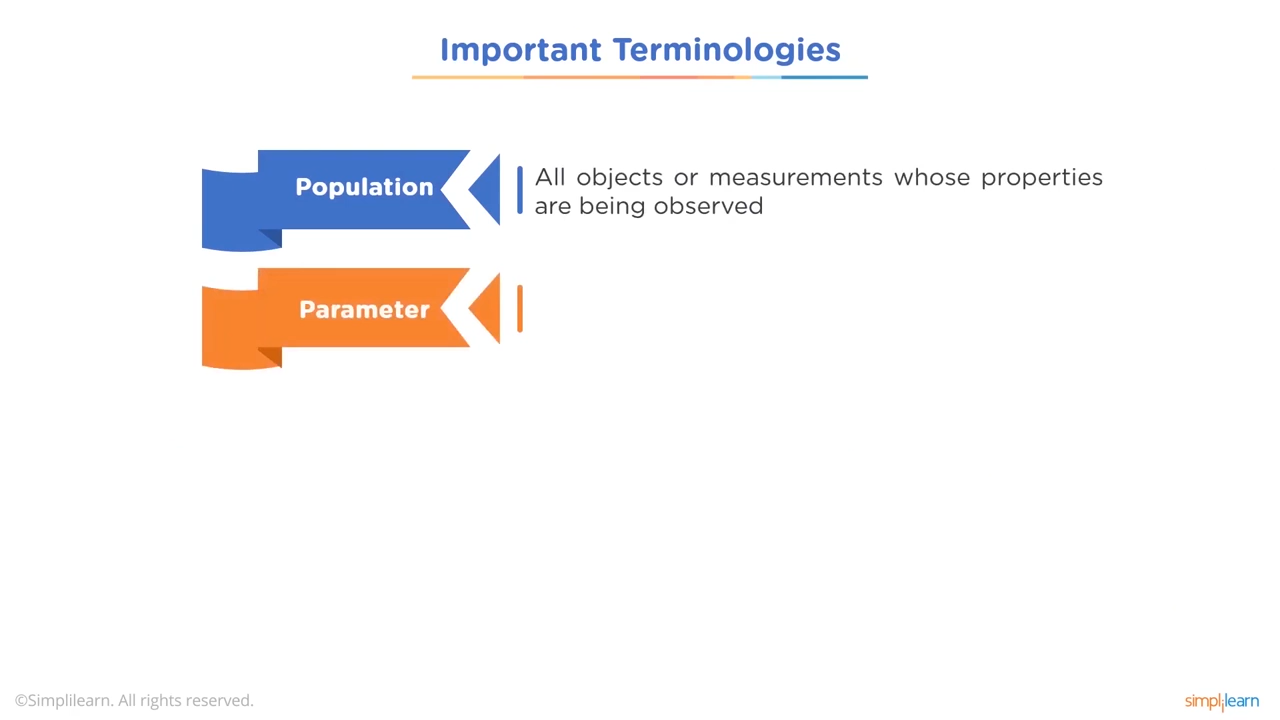 Important Terminologies
Population
All objects or measurements whose properties
are being observed
Parameter
©Simplilearn. All rights reserved.
simplilearn